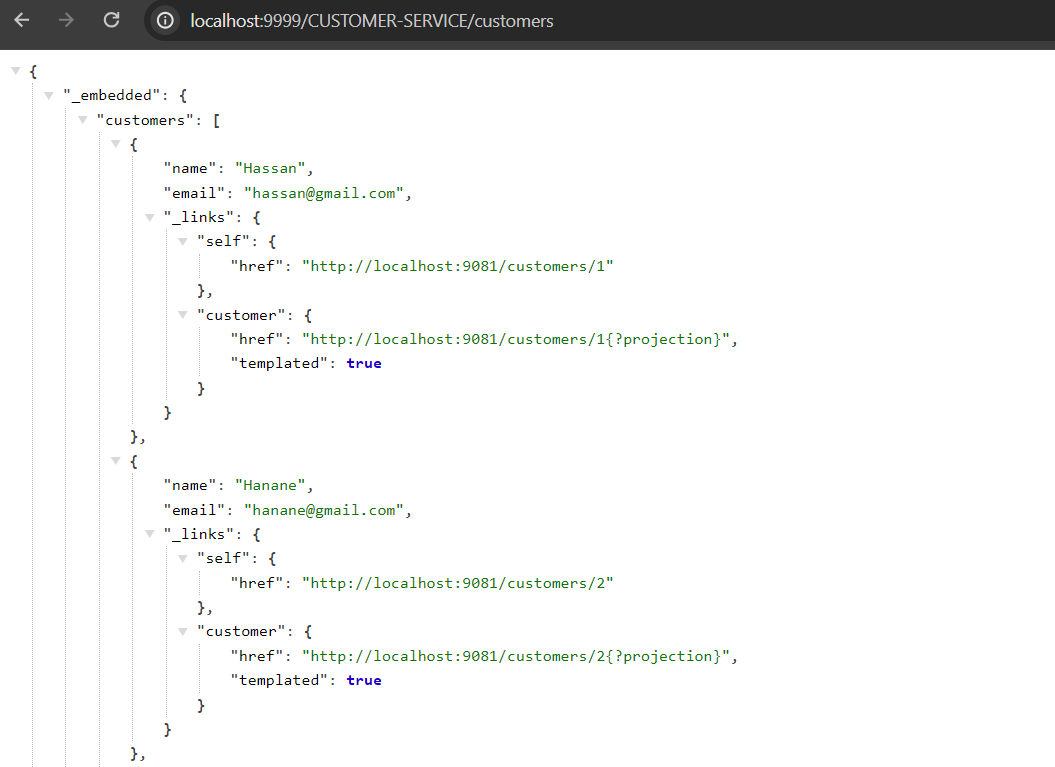 localhost:9999/CUSTOMER-SERVICE/customers
{
"_embedded": {
"customers": [
{
"name": "Hassan",
"email": "hassan@gmail.com",
"_links": {
"self": {
"href": "http://localhost:9081/customers/1"
},
"customer": {
"href": "http://localhost:9081/customers/1{?projection}",
"templated": true
}
}
},
{
"name": "Hanane",
"email": "hanane@gmail.com",
"_links": {
"self": {
"href": "http://localhost:9081/customers/2"
},
"customer": {
"href": "http://localhost:9081/customers/2{?projection}",
"templated": true
}
}
},